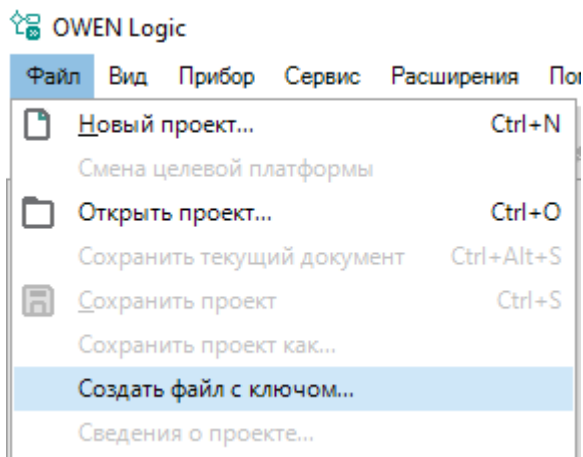 OWEN Logic
Файл Вид Прибор Сервис Расширения
Новый проект... Ctrl+N
Смена целевой платформы
Открыть проект... Ctrl+O
Сохранить текущий документ Ctrl+Alt+S
Сохранить проект Ctrl+S
Сохранить проект как...
Создать файл с ключом...
Сведения о проекте...